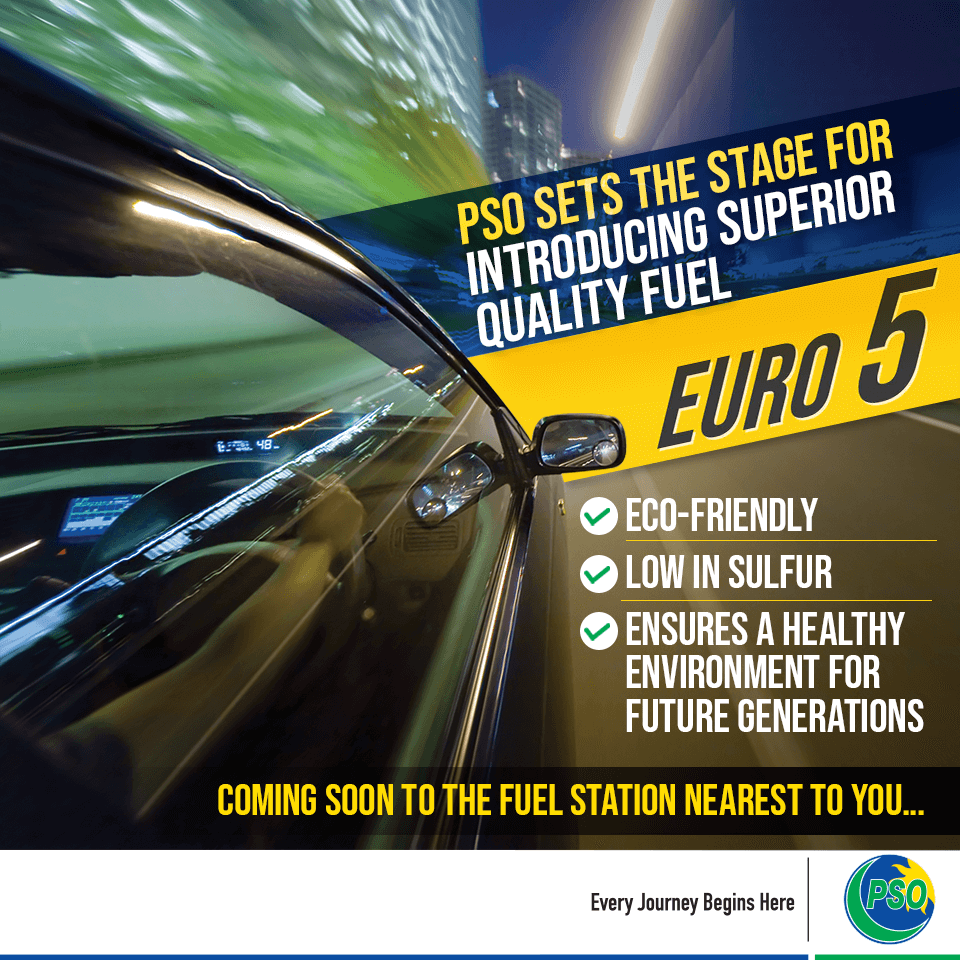 PSO SETS THE STAGE FOR
INTRODUCING SUPERIOR
QUALITY FUEL
EURO 5
ECO-FRIENDLY
LOW IN SULFUR
ENSURES A HEALTHY
ENVIRONMENT FOR
FUTURE GENERATIONS
COMING SOON TO THE FUEL STATION NEAREST TO YOU...
Every Journey Begins Here
PSO